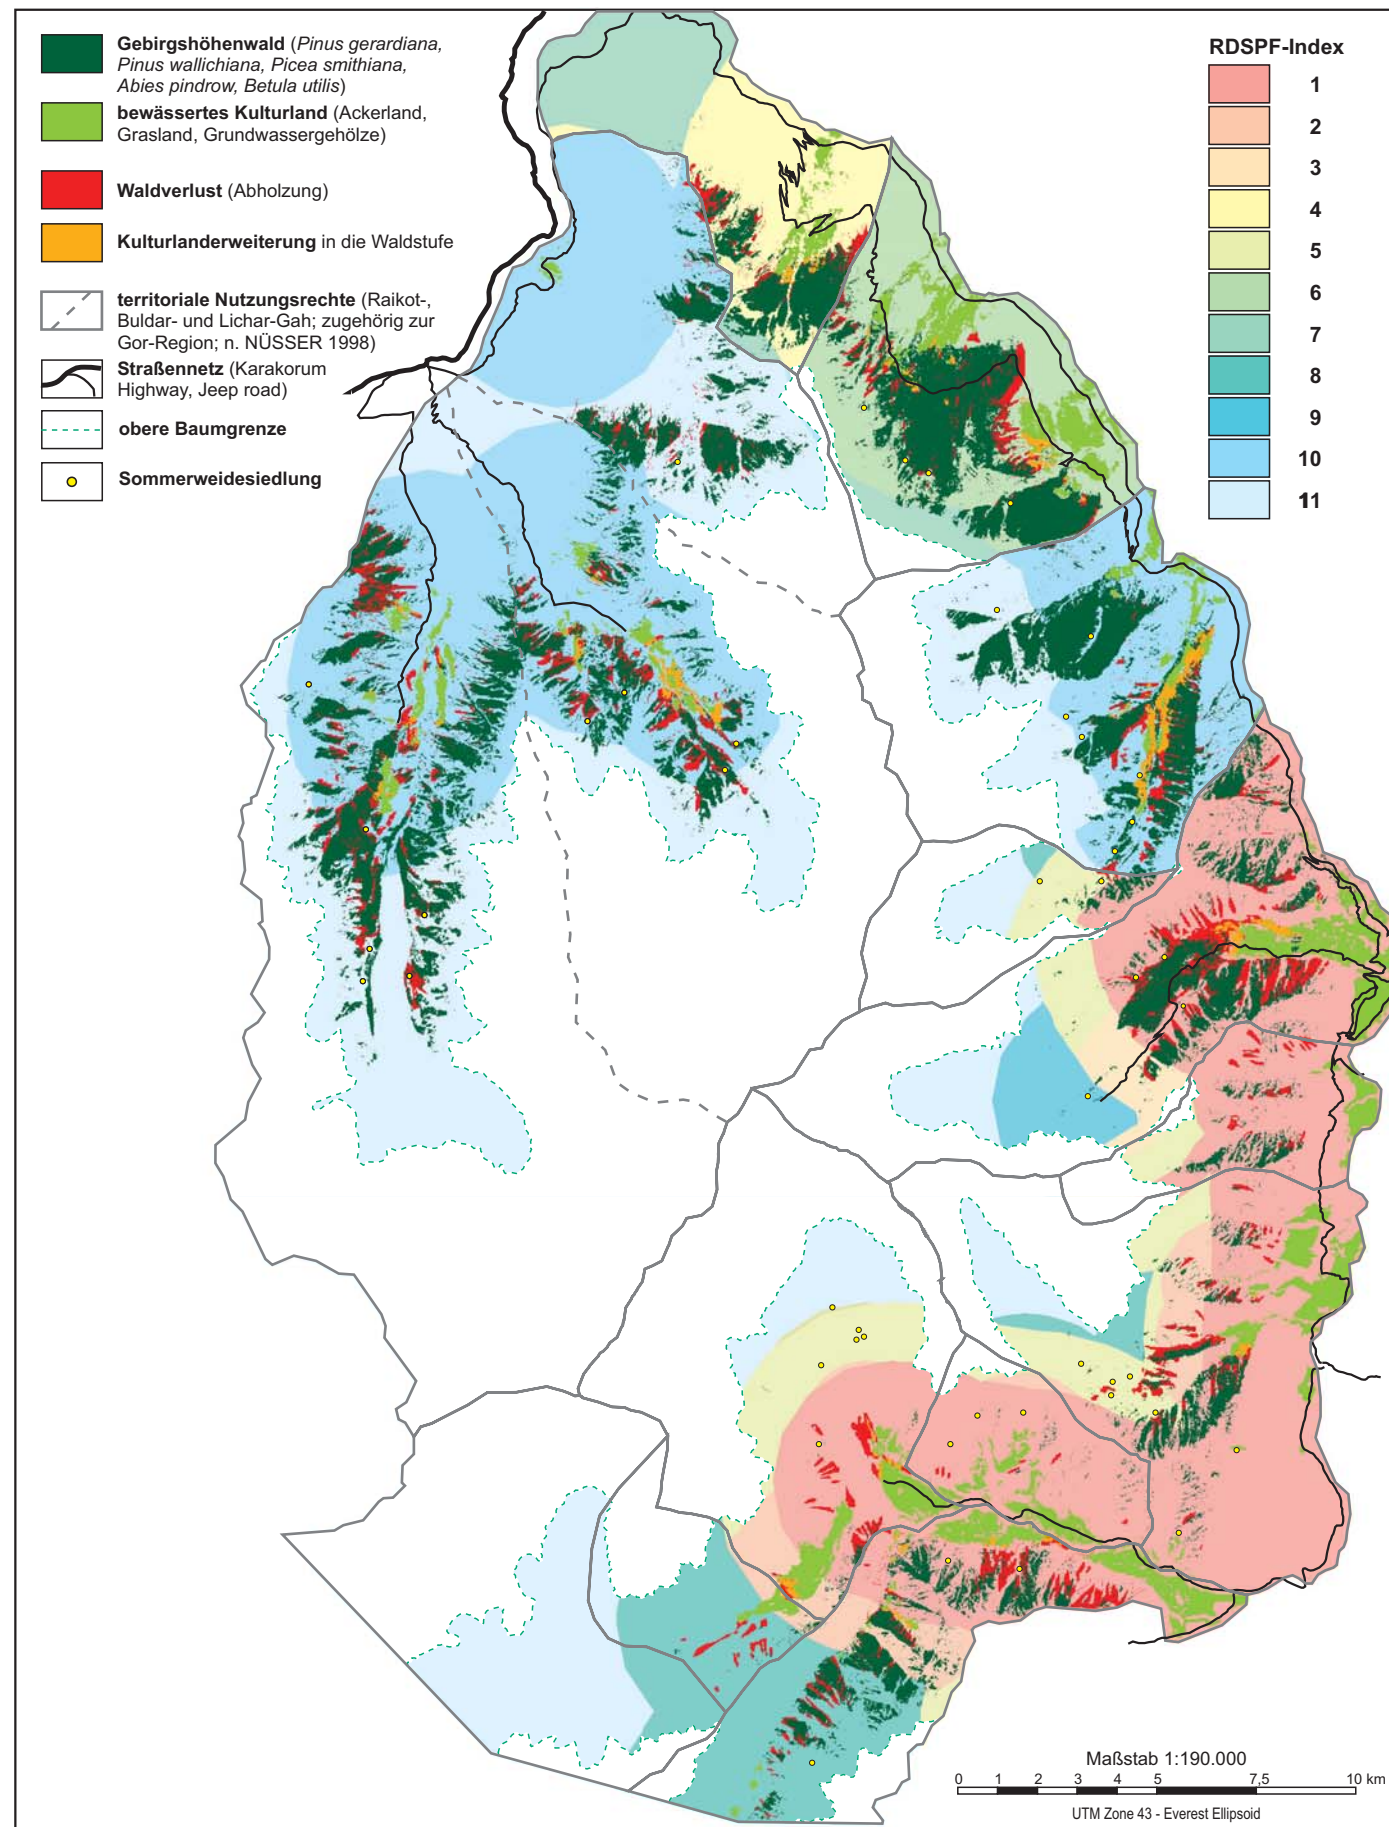 Gebirgshöhenwald (Pinus gerardiana,
Pinus wallichiana, Picea smithiana,
Abies pindrow, Betula utilis)
bewässertes Kulturland (Ackerland,
Grasland, Grundwassergehölze)
Waldverlust (Abholzung)
Kulturlanderweiterung in die Waldstufe
territoriale Nutzungsrechte (Raikot-,
Buldar- und Lichar-Gah; zugehörig zur
Gor-Region; n. NÜSSER 1998)
Straßennetz (Karakorum
Highway, Jeep road)
obere Baumgrenze
Sommerweidesiedlung
RDSPF-Index
1
2
3
4
5
6
7
8
9
10
11
Maßstab 1:190.000
0 1 2 3 4 5 7,5 10 km
UTM Zone 43 - Everest Ellipsoid